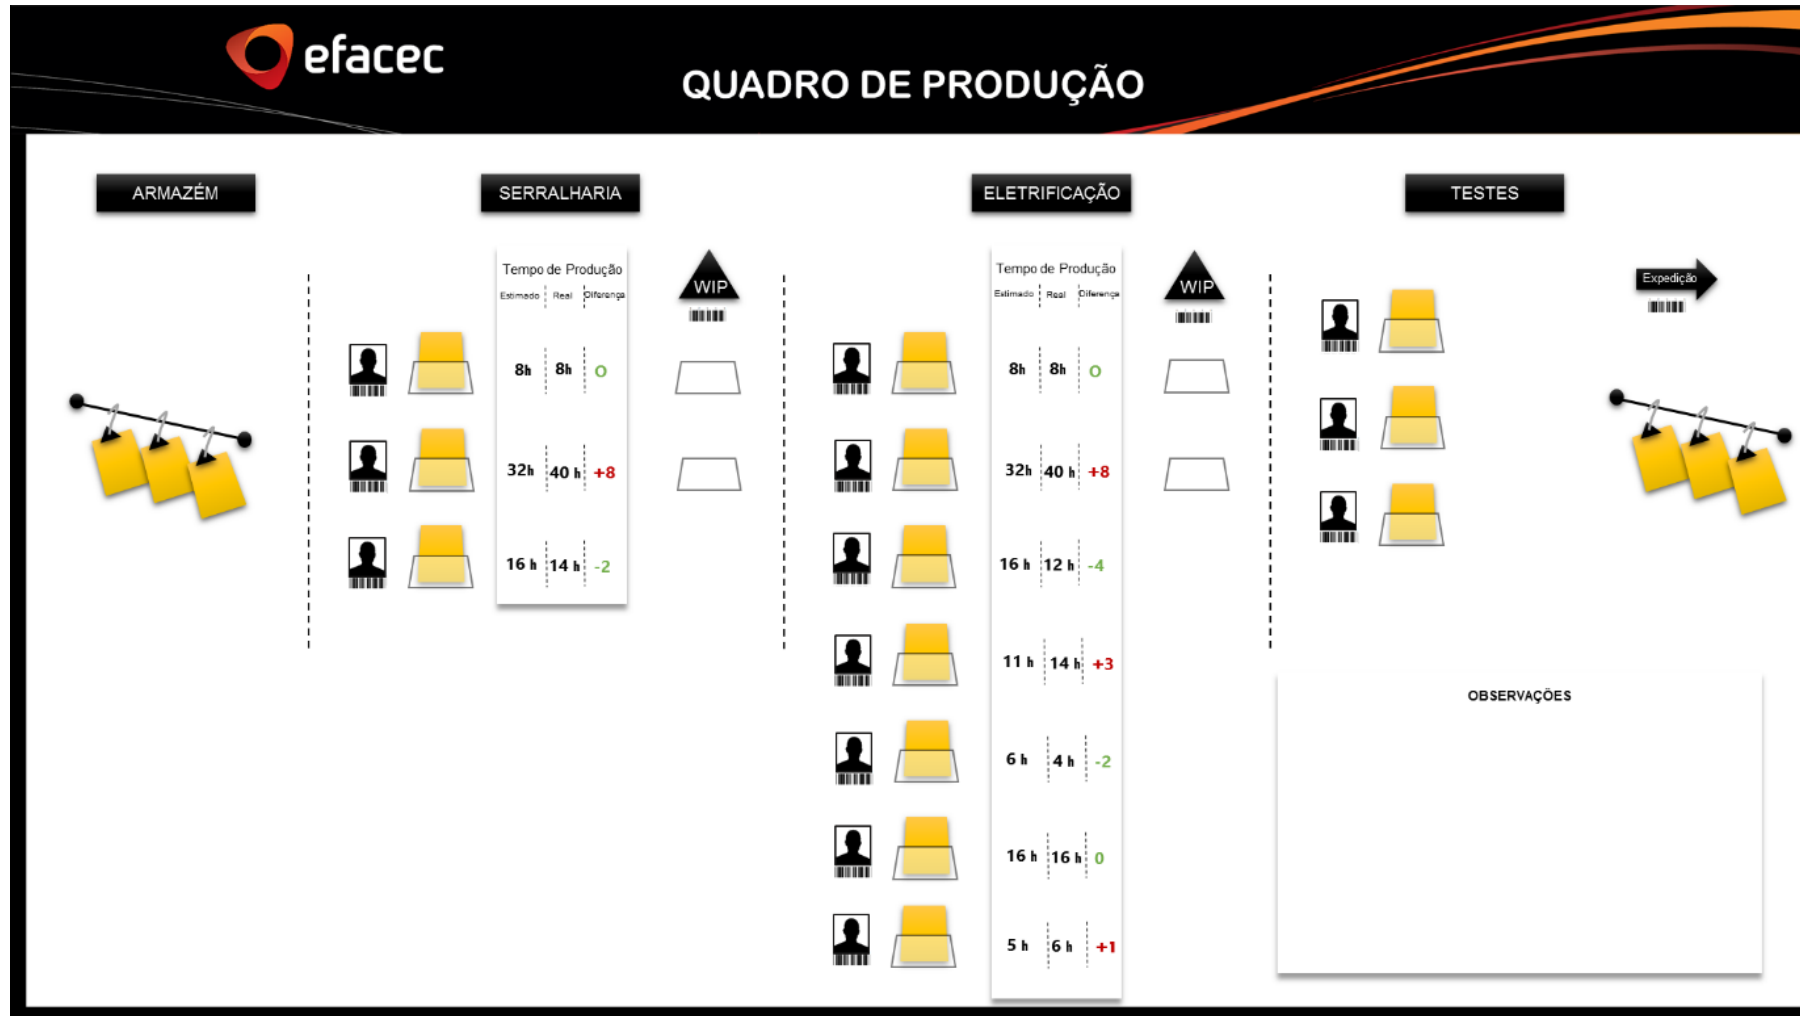 efacec
QUADRO DE PRODUÇÃO
ARMAZÉM
SERRALHARIA
ELETRIFICAÇÃO
TESTES
Tempo de Produção
Estimado Real Diferença
WIP
8h 8h O
32h 40 h +8
16 h 14 h -2
Tempo de Produção
Estimado Real Diferença
WIP
8h 8h O
32h 40 h +8
16 h 12 h -4
11 h 14 h +3
6 h 4 h -2
16 h 16 h 0
5 h 6 h +1
Expedição
OBSERVAÇÕES